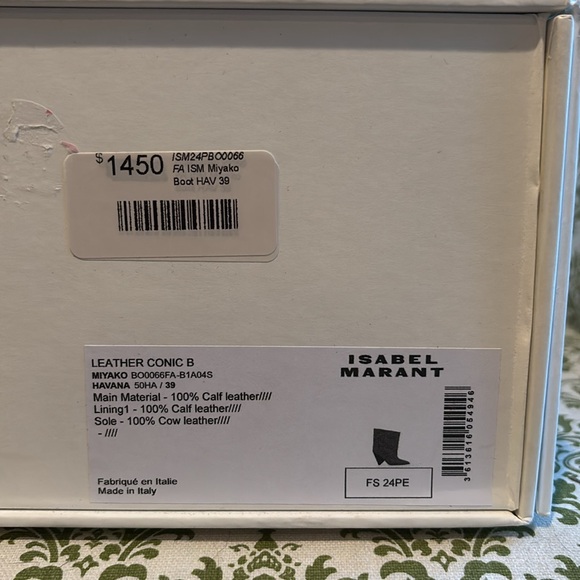 $1450 ISM24PBO0066
FA ISM Miyako
Boot HAV 39
LEATHER CONIC B
MIYAKO BO0066FA-B1A04S
HAVANA 50HA / 39
Main Material - 100% Calf leather////
Lining1 - 100% Calf leather////
Sole - 100% Cow leather////
- ////
Fabriqué en Italie
Made in Italy
ISABEL
MARANT
FS 24PE
3613616054946